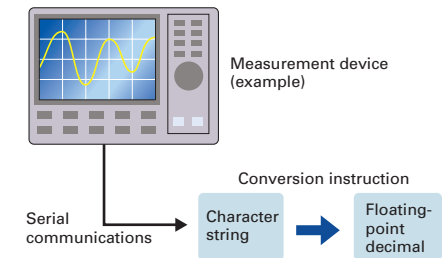 Measurement device
(example)
Conversion instruction
Serial
communications
Character
string
Floating-
point
decimal